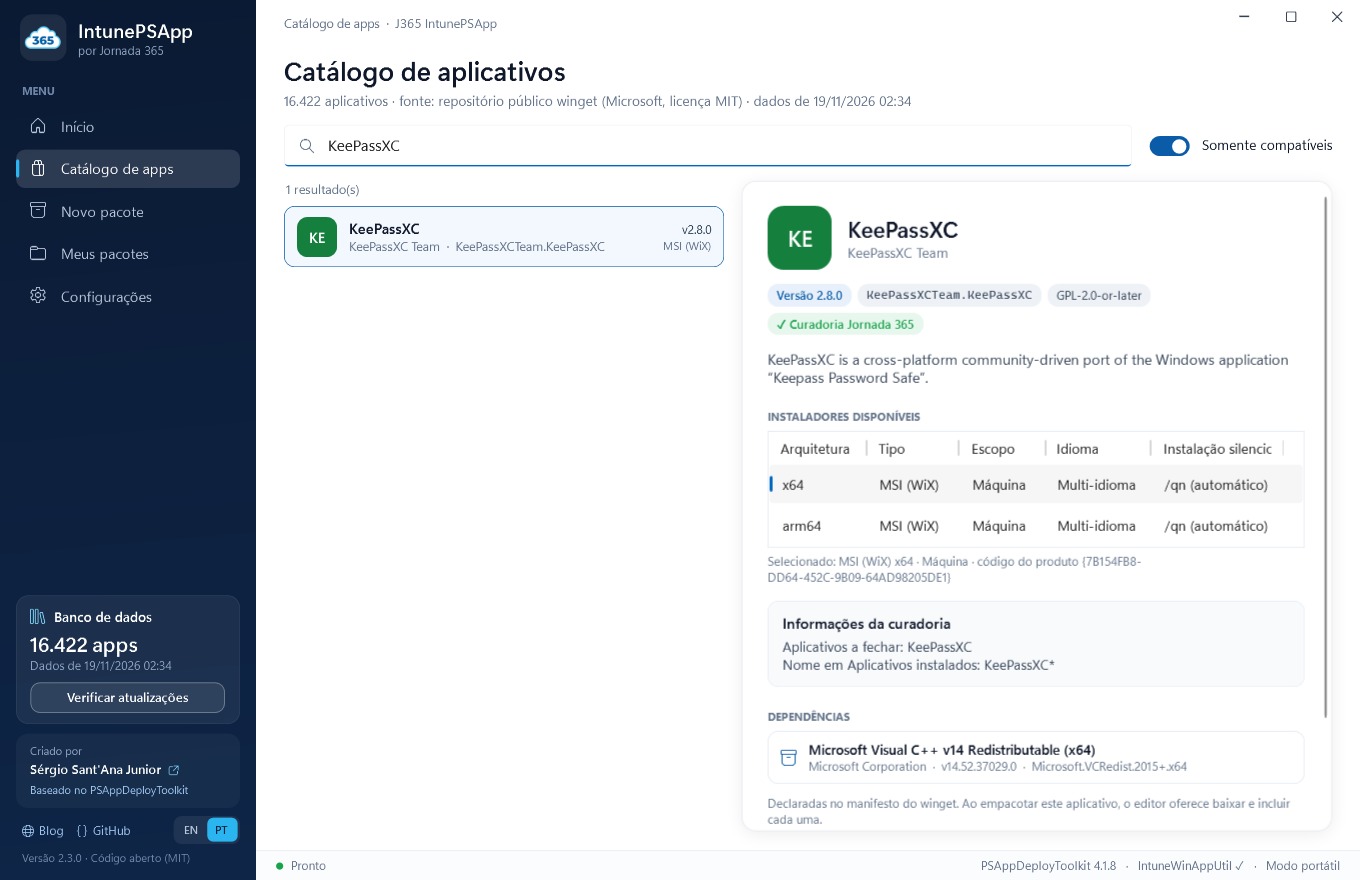 365
IntunePSApp
por Jornada 365
MENU
Início
Catálogo de apps
Novo pacote
Meus pacotes
Configurações
Banco de dados
16.422 apps
Dados de 19/11/2026 02:34
Verificar atualizações
Criado por
Sérgio Sant'Ana Junior
Baseado no PSAppDeployToolkit
Blog
{} GitHub
EN
PT
Versão 2.3.0 · Código aberto (MIT)
Catálogo de apps · J365 IntunePSApp
Catálogo de aplicativos
16.422 aplicativos · fonte: repositório público winget (Microsoft, licença MIT) · dados de 19/11/2026 02:34
KeePassXC
Somente compatíveis
1 resultado(s)
KE
KeePassXC
v2.8.0
KeePassXC Team · KeePassXCTeam.KeePassXC
MSI (WiX)
KE
KeePassXC
KeePassXC Team
Versão 2.8.0
KeePassXCTeam.KeePassXC
GPL-2.0-or-later
✓ Curadoria Jornada 365
KeePassXC is a cross-platform community-driven port of the Windows application
“Keepass Password Safe”.
INSTALADORES DISPONÍVEIS
Arquitetura Tipo Escopo Idioma Instalação silenc
x64 MSI (WiX) Máquina Multi-idioma /qn (automático)
arm64 MSI (WiX) Máquina Multi-idioma /qn (automático)
Selecionado: MSI (WiX) x64 · Máquina · código do produto {7B154FB8-
DD64-452C-9B09-64AD98205DE1}
Informações da curadoria
Aplicativos a fechar: KeePassXC
Nome em Aplicativos instalados: KeePassXC*
DEPENDÊNCIAS
Microsoft Visual C++ v14 Redistributable (x64)
Microsoft Corporation · v14.52.37029.0 · Microsoft.VCRedist.2015+.x64
Declaradas no manifesto do winget. Ao empacotar este aplicativo, o editor oferece baixar e incluir
cada uma.
Pronto
PSAppDeployToolkit 4.1.8 · IntuneWinAppUtil ✓ · Modo portátil